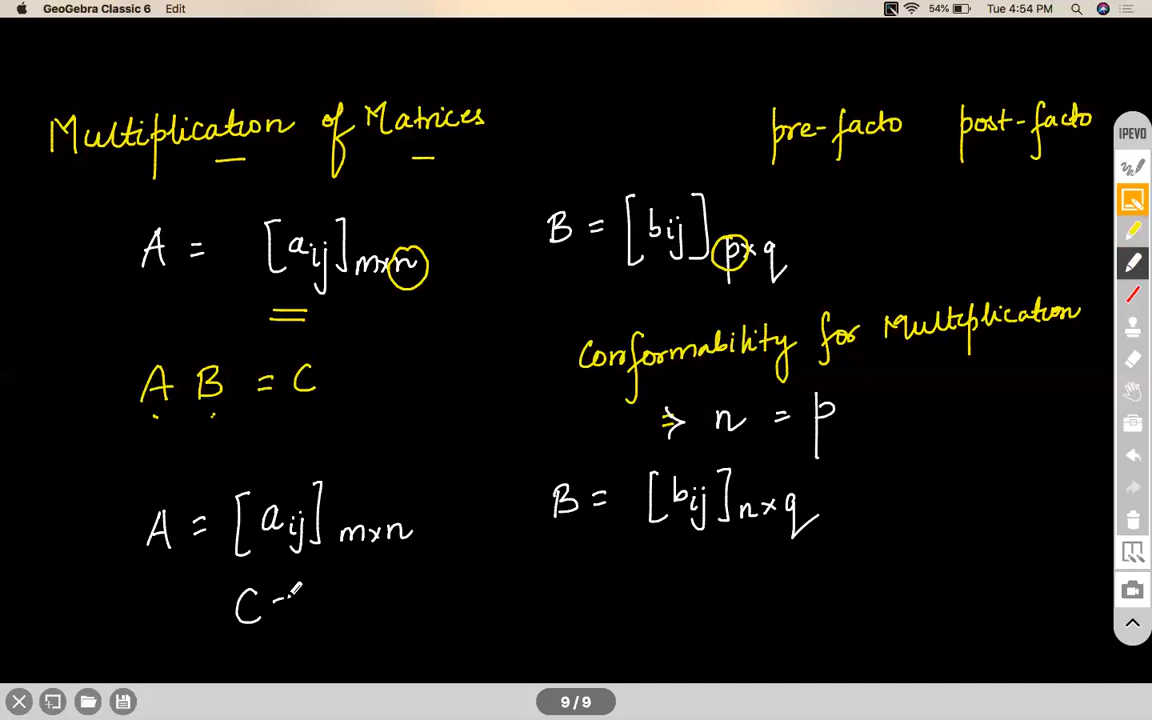 GeoGebra Classic 6 Edit 54% Tue 4:54 PM
Multiplication of Matrices pre-facto post-facto
IPEVO
A = [aij]m×n B = [bij]p×q
Conformability for Multiplication
A B = C
⇒ n = p
A = [aij]m×n B = [bij]n×q
C -
9 / 9